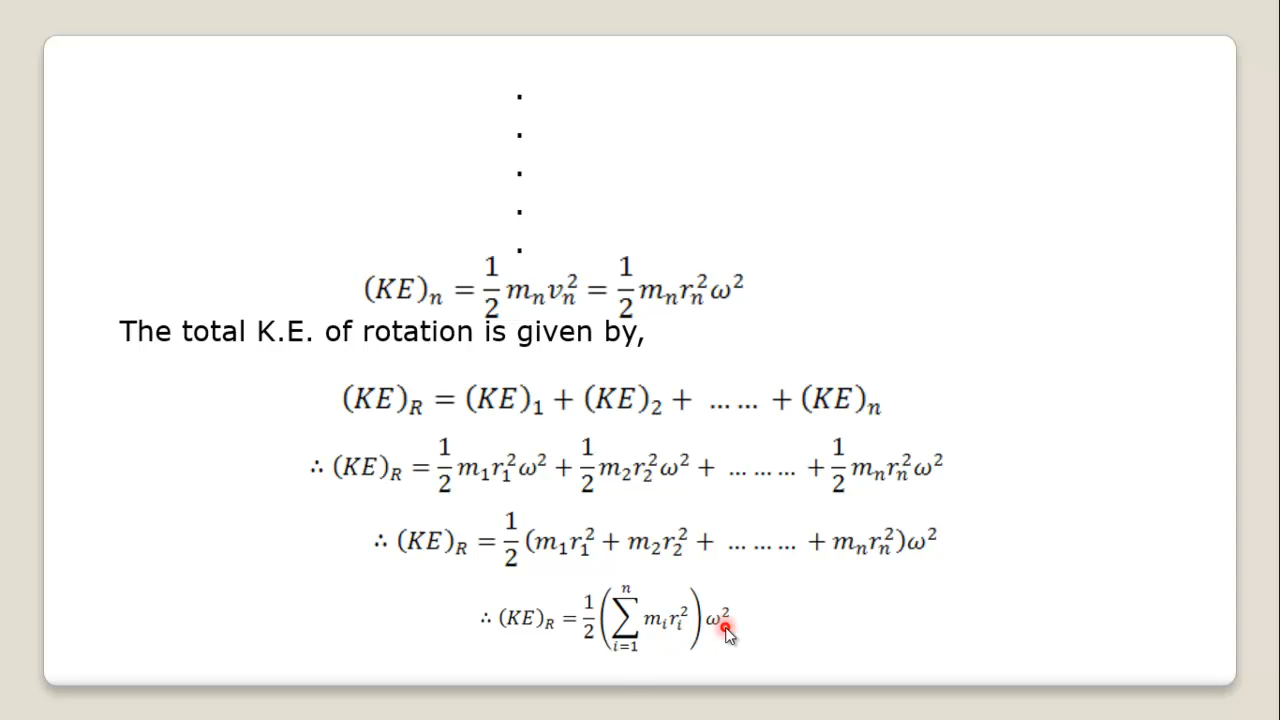 .
.
.
.
.
(KE)ₙ = 1/2 mₙvₙ² = 1/2 mₙrₙ²ω²
The total K.E. of rotation is given by,
(KE)_R = (KE)₁ + (KE)₂ + … … + (KE)ₙ
∴ (KE)_R = 1/2 m₁r₁²ω² + 1/2 m₂r₂²ω² + … … … + 1/2 mₙrₙ²ω²
∴ (KE)_R = 1/2 (m₁r₁² + m₂r₂² + … … … + mₙrₙ²)ω²
∴ (KE)_R = 1/2 (∑_{i=1}^{n} mᵢrᵢ²) ω²